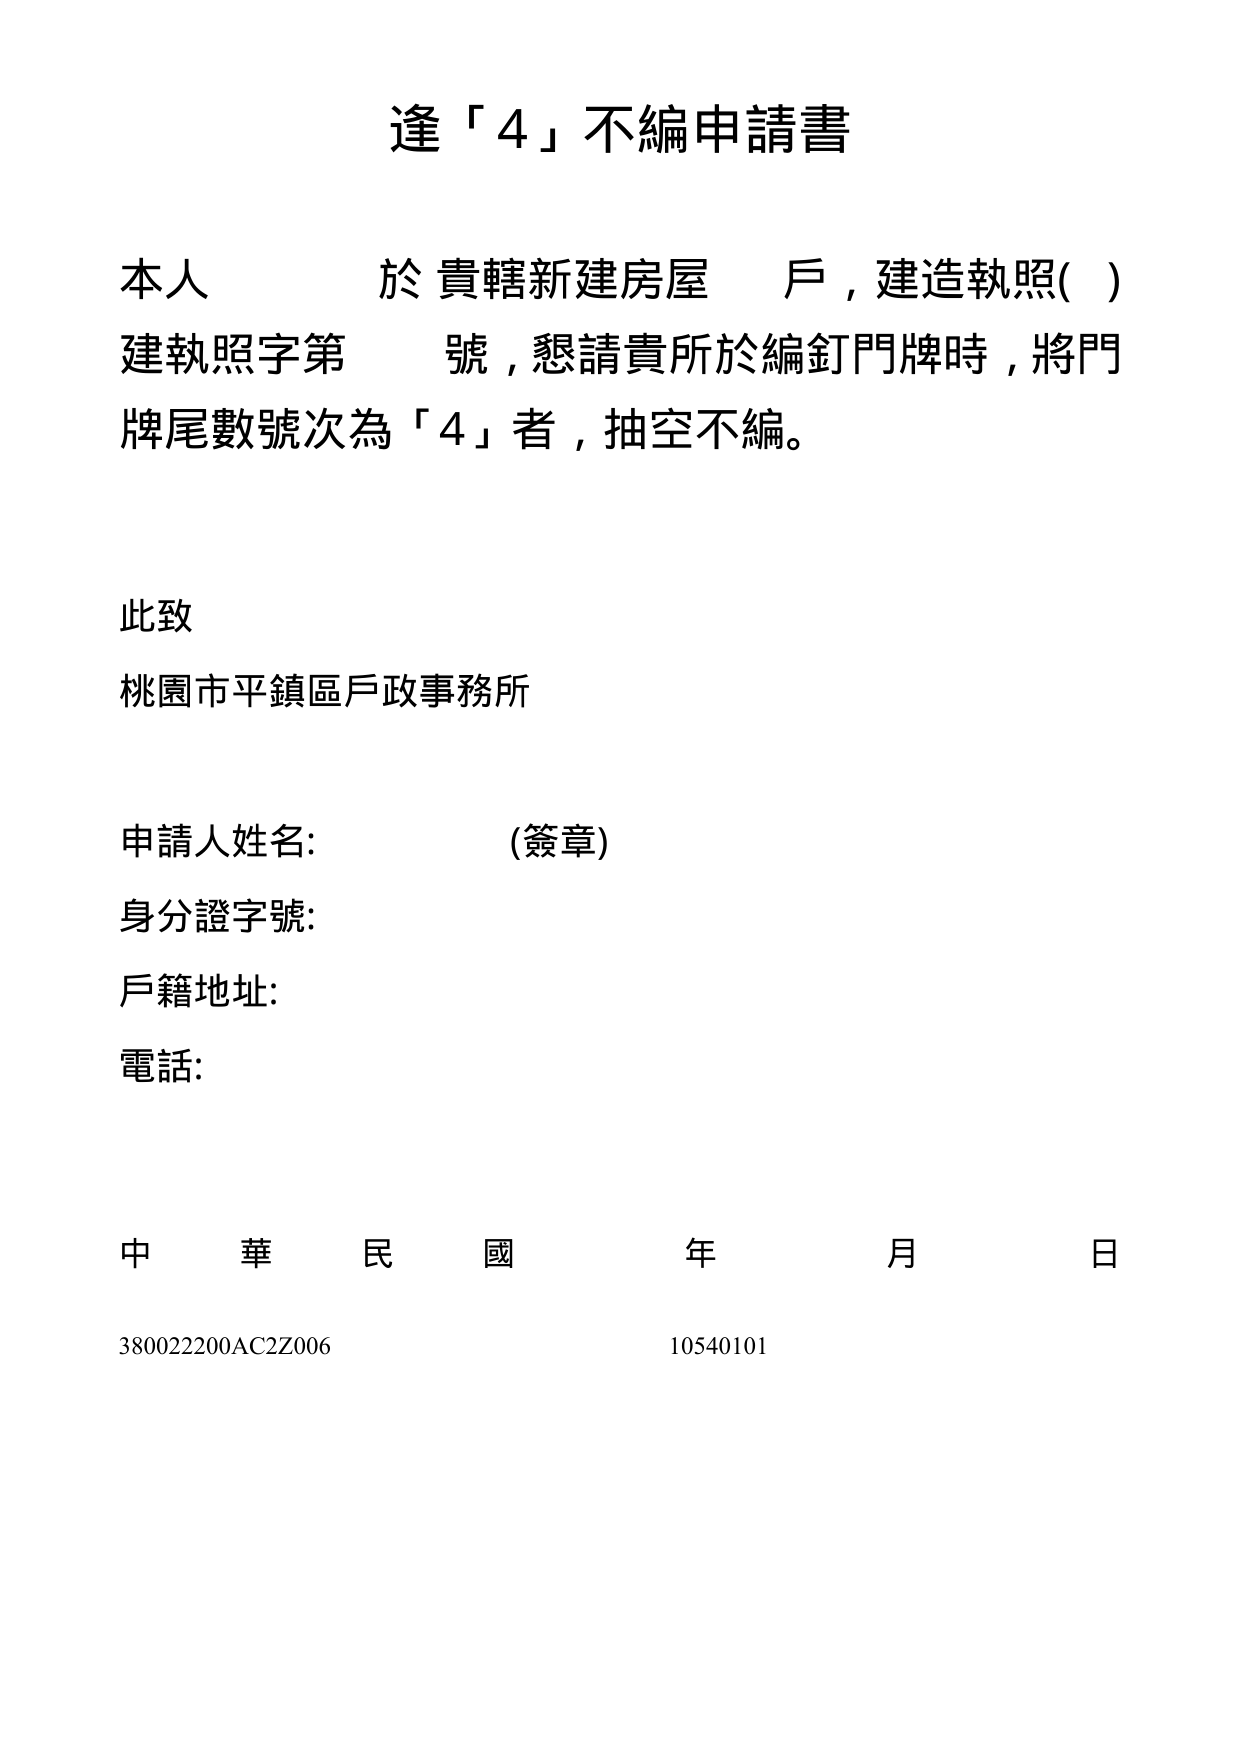 逢「4」不編申請書
本人 於 貴轄新建房屋 戶，建造執照( )
建執照字第 號，懇請貴所於編釘門牌時，將門
牌尾數號次為「4」者，抽空不編。
此致
桃園市平鎮區戶政事務所
申請人姓名: (簽章)
身分證字號:
戶籍地址:
電話:
中 華 民 國 年 月 日
380022200AC2Z006 10540101